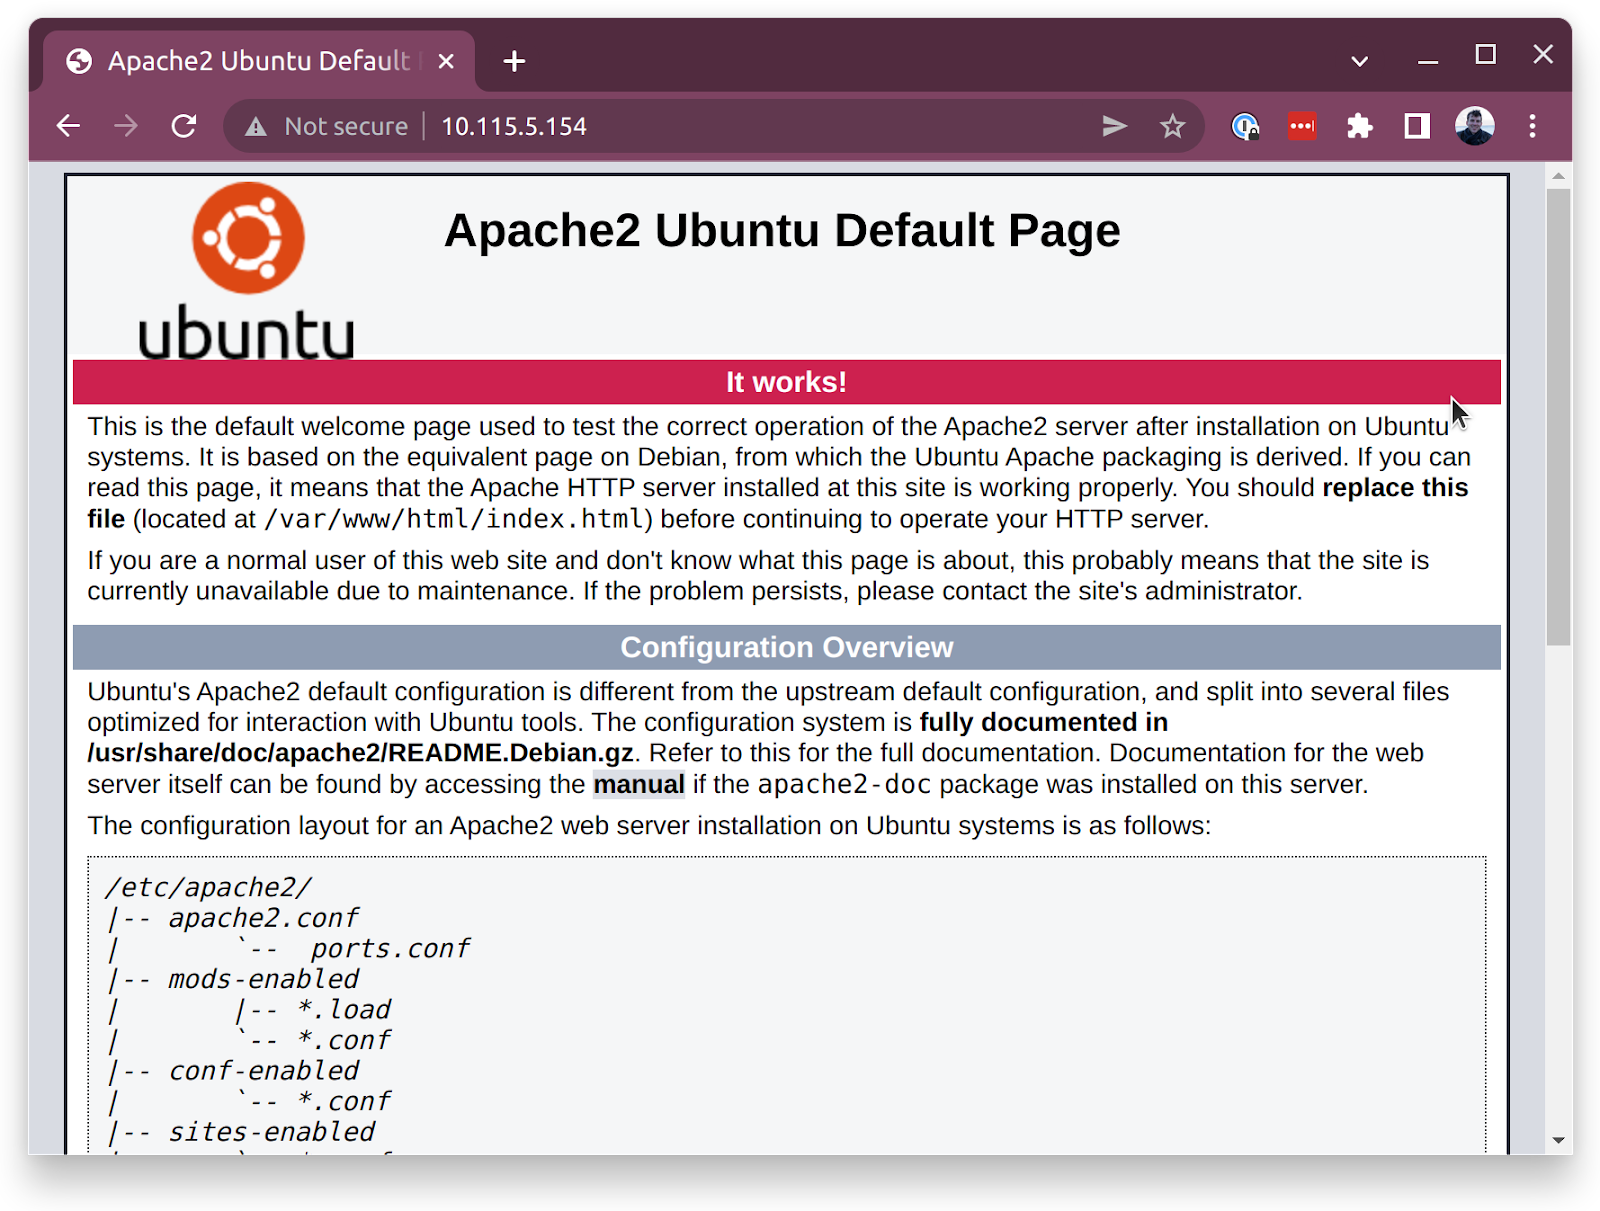 Apache2 Ubuntu Default
Not secure 10.115.5.154
ubuntu
Apache2 Ubuntu Default Page
It works!
This is the default welcome page used to test the correct operation of the Apache2 server after installation on Ubuntu
systems. It is based on the equivalent page on Debian, from which the Ubuntu Apache packaging is derived. If you can
read this page, it means that the Apache HTTP server installed at this site is working properly. You should replace this
file (located at /var/www/html/index.html) before continuing to operate your HTTP server.
If you are a normal user of this web site and don't know what this page is about, this probably means that the site is
currently unavailable due to maintenance. If the problem persists, please contact the site's administrator.
Configuration Overview
Ubuntu's Apache2 default configuration is different from the upstream default configuration, and split into several files
optimized for interaction with Ubuntu tools. The configuration system is fully documented in
/usr/share/doc/apache2/README.Debian.gz. Refer to this for the full documentation. Documentation for the web
server itself can be found by accessing the manual if the apache2-doc package was installed on this server.
The configuration layout for an Apache2 web server installation on Ubuntu systems is as follows:
/etc/apache2/
|-- apache2.conf
|       `--  ports.conf
|-- mods-enabled
|       |-- *.load
|       `-- *.conf
|-- conf-enabled
|       `-- *.conf
|-- sites-enabled